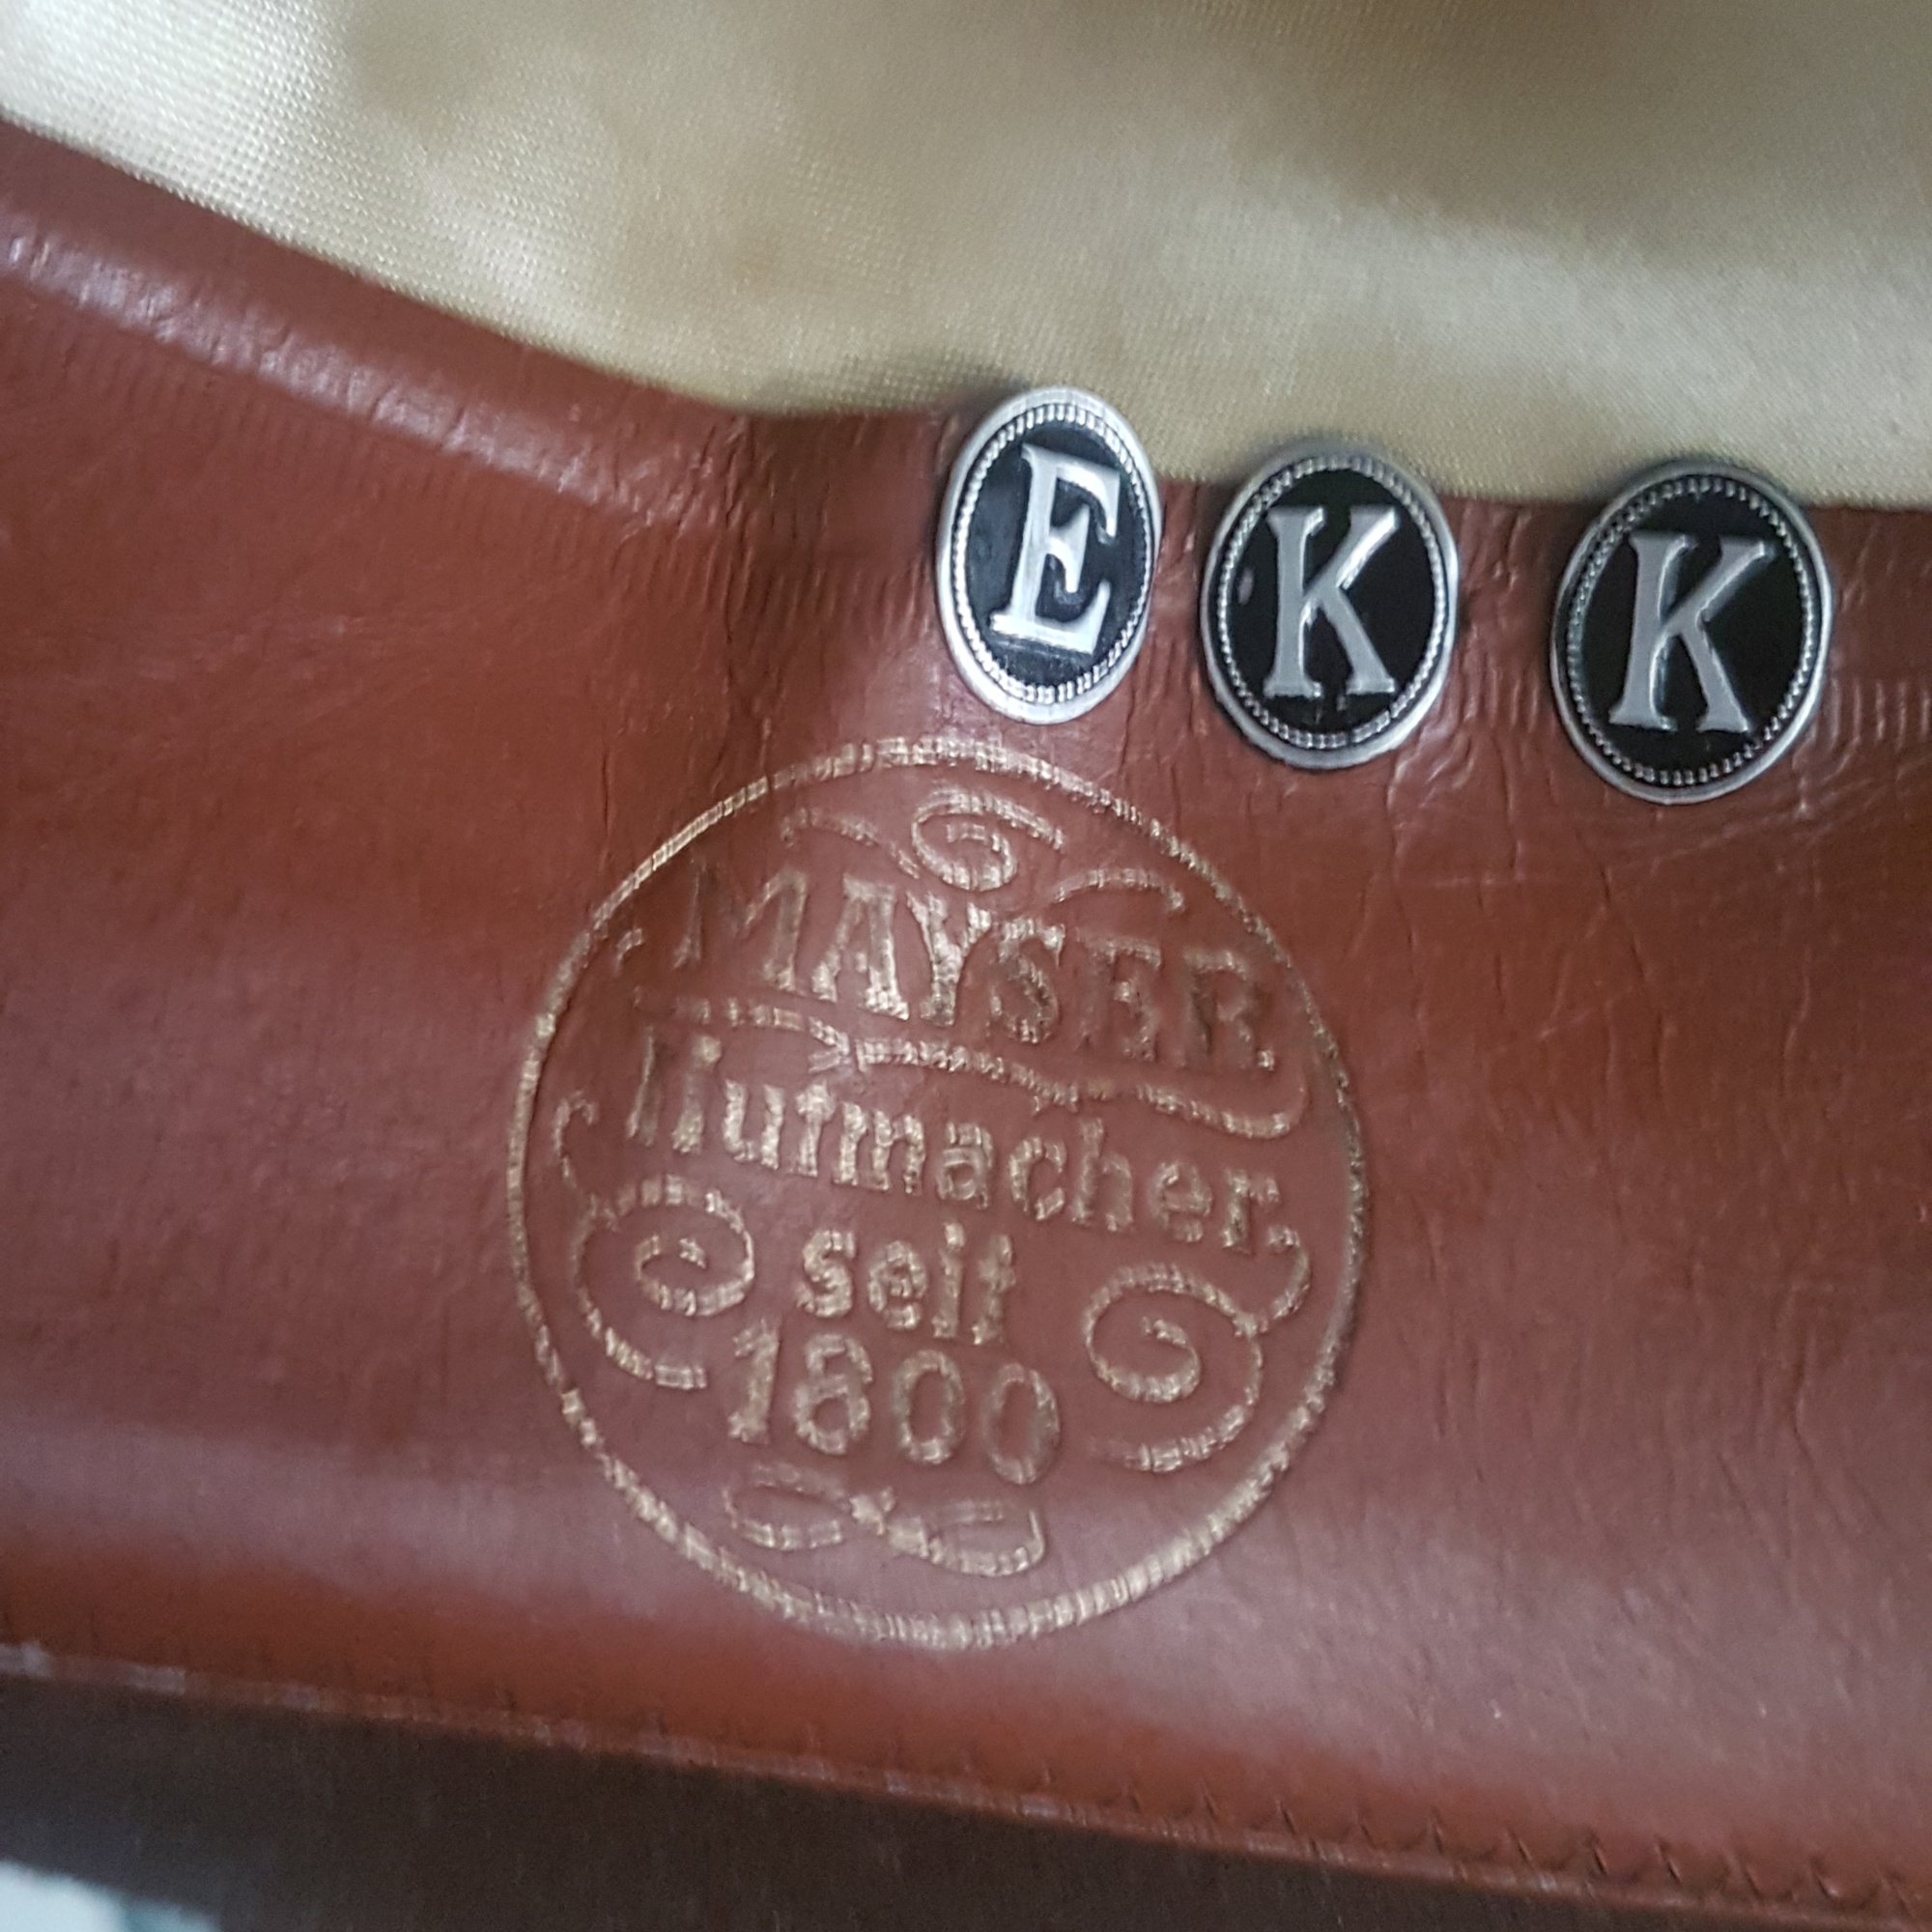 E K K
MAYSER
Hutmacher
seit
1800